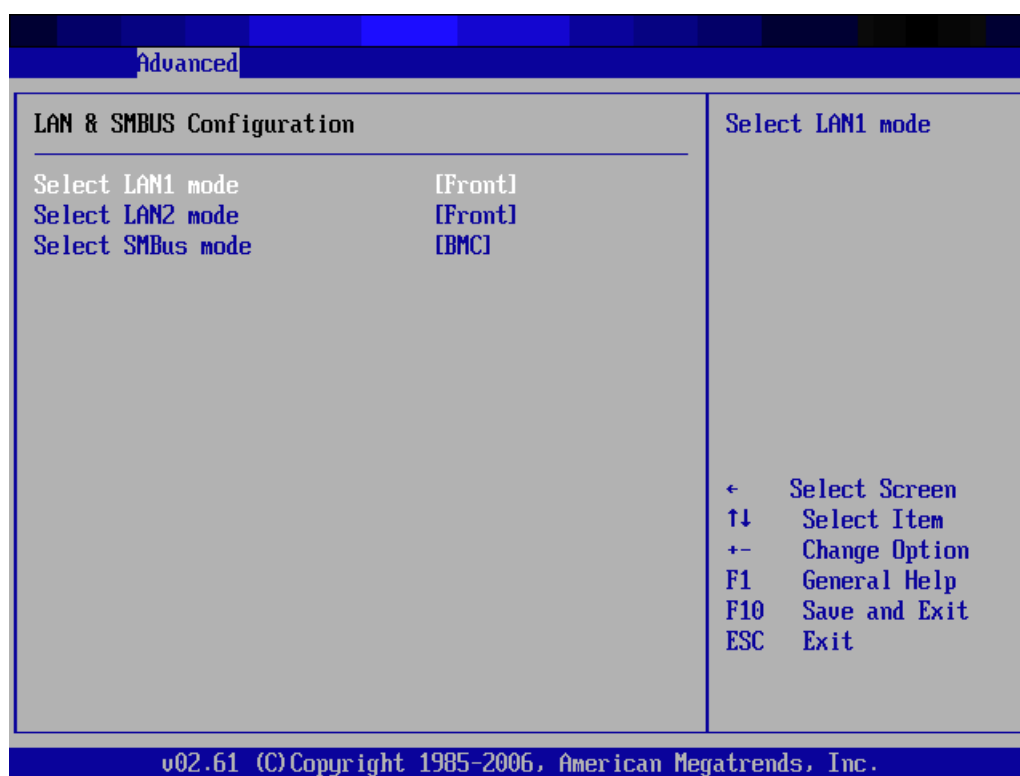 Advanced
LAN & SMBUS Configuration
Select LAN1 mode [Front]
Select LAN2 mode [Front]
Select SMBus mode [BMC]
Select LAN1 mode
← Select Screen
↑↓ Select Item
+- Change Option
F1 General Help
F10 Save and Exit
ESC Exit
v02.61 (C)Copyright 1985-2006, American Megatrends, Inc.